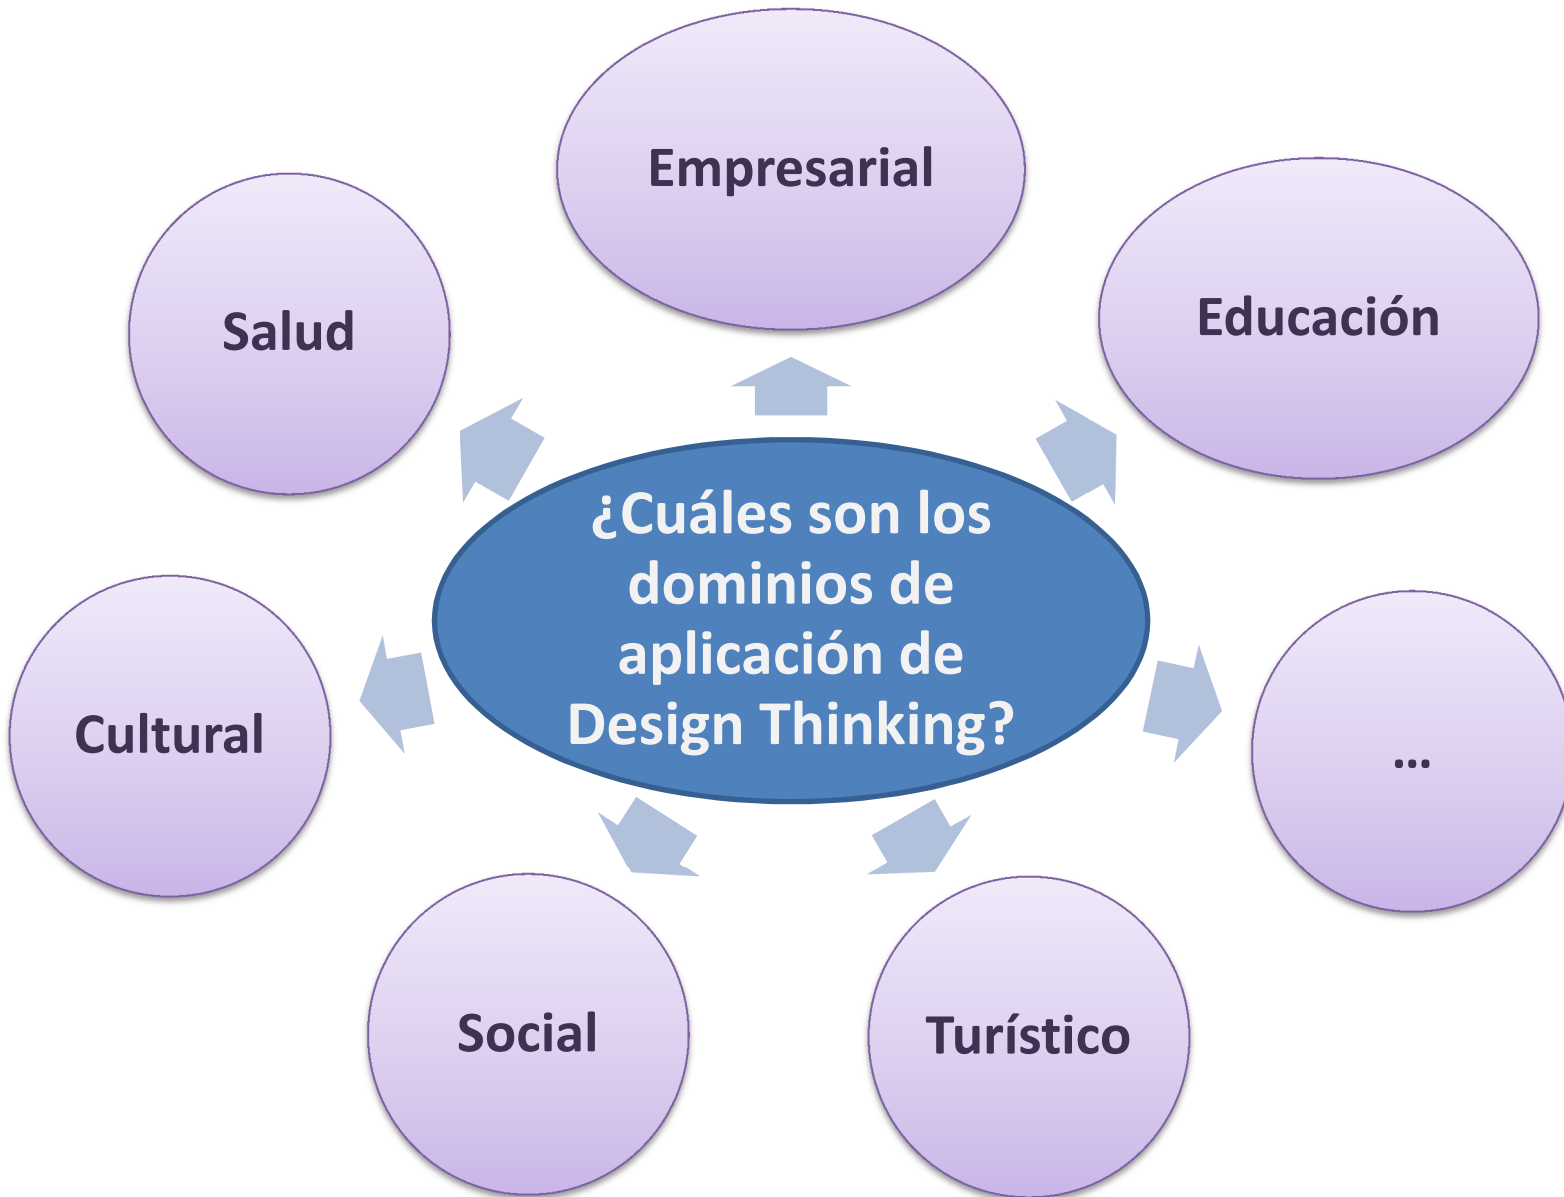 Empresarial
Educación
Salud
¿Cuáles son los
dominios de
aplicación de
Design Thinking?
Cultural
...
Social
Turístico